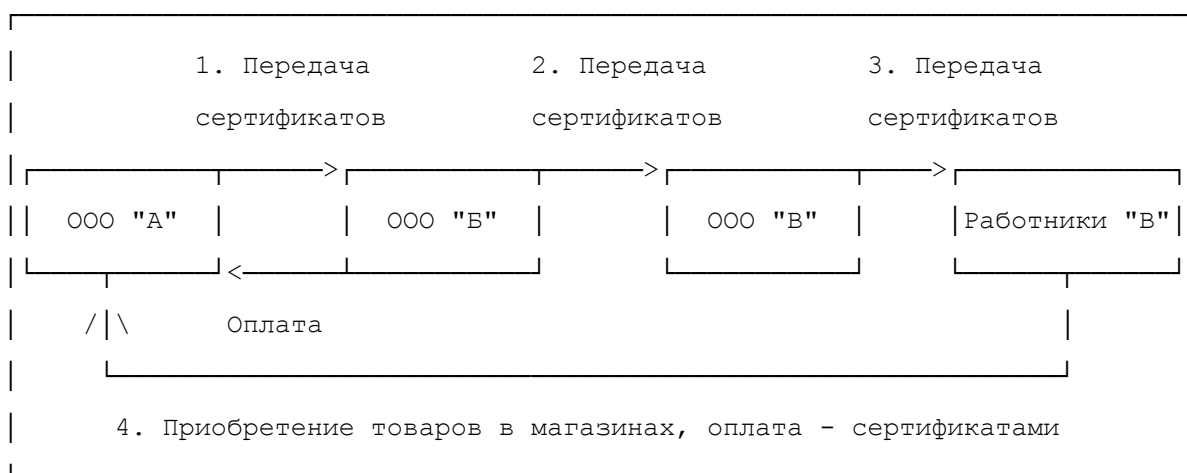 1. Передача 2. Передача 3. Передача
сертификатов сертификатов сертификатов
ООО "А" ООО "Б" ООО "В" Работники "В"
Оплата
4. Приобретение товаров в магазинах, оплата - сертификатами